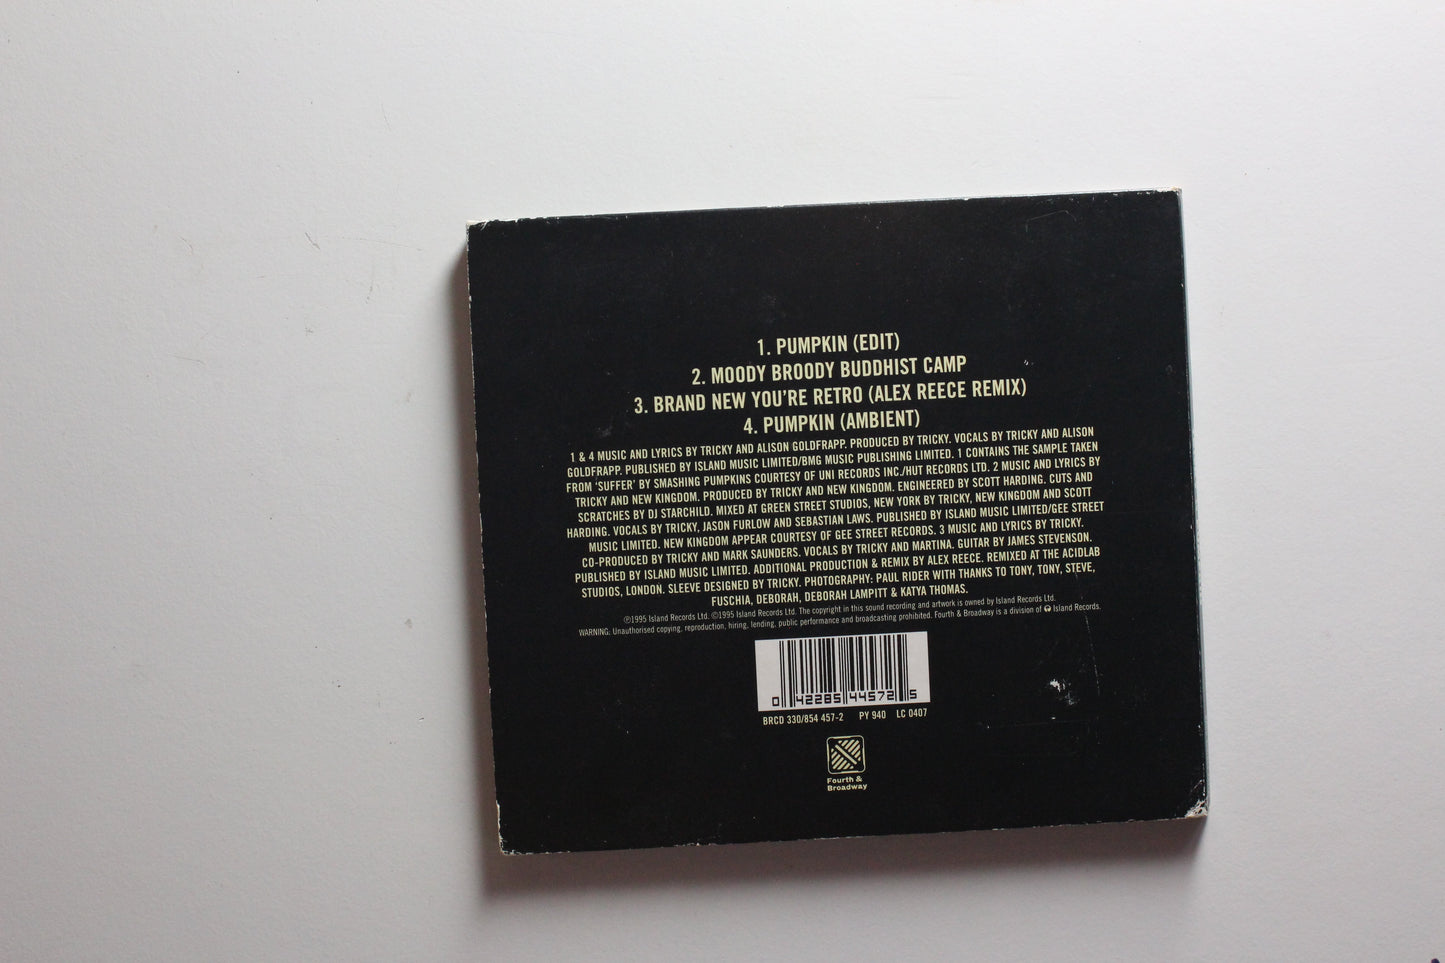 1. PUMPKIN (EDIT)
2. MOODY BROODY BUDDHIST CAMP
3. BRAND NEW YOU'RE RETRO (ALEX REECE REMIX)
4. PUMPKIN (AMBIENT)
1 & 4 MUSIC AND LYRICS BY TRICKY AND ALISON GOLDFRAPP. PRODUCED BY TRICKY. VOCALS BY TRICKY AND ALISON
GOLDFRAPP. PUBLISHED BY ISLAND MUSIC LIMITED/BMG MUSIC PUBLISHING LIMITED. 1 CONTAINS THE SAMPLE TAKEN
FROM 'SUFFER' BY SMASHING PUMPKINS COURTESY OF UNI RECORDS INC./HUT RECORDS LTD. 2 MUSIC AND LYRICS BY
TRICKY AND NEW KINGDOM. PRODUCED BY TRICKY AND NEW KINGDOM. ENGINEERED BY SCOTT HARDING. CUTS AND
SCRATCHES BY DJ STARCHILD. MIXED AT GREEN STREET STUDIOS, NEW YORK BY TRICKY, NEW KINGDOM AND SCOTT
HARDING. VOCALS BY TRICKY, JASON FURLOW AND SEBASTIAN LAWS. PUBLISHED BY ISLAND MUSIC LIMITED/GEE STREET
MUSIC LIMITED. NEW KINGDOM APPEAR COURTESY OF GEE STREET RECORDS. 3 MUSIC AND LYRICS BY TRICKY.
CO-PRODUCED BY TRICKY AND MARK SAUNDERS. VOCALS BY TRICKY AND MARTINA. GUITAR BY JAMES STEVENSON.
PUBLISHED BY ISLAND MUSIC LIMITED. ADDITIONAL PRODUCTION & REMIX BY ALEX REECE. REMIXED AT THE ACIDLAB
STUDIOS, LONDON. SLEEVE DESIGNED BY TRICKY. PHOTOGRAPHY: PAUL RIDER WITH THANKS TO TONY, TONY, STEVE,
FUSCHIA, DEBORAH, DEBORAH LAMPITT & KATYA THOMAS.
℗1995 Island Records Ltd. ©1995 Island Records Ltd. The copyright in this sound recording and artwork is owned by Island Records Ltd.
WARNING: Unauthorised copying, reproduction, hiring, lending, public performance and broadcasting prohibited. Fourth & Broadway is a division of Island Records.
0 42285 44572 5
BRCD 330/854 457-2 PY 940 LC 0407
Fourth &
Broadway